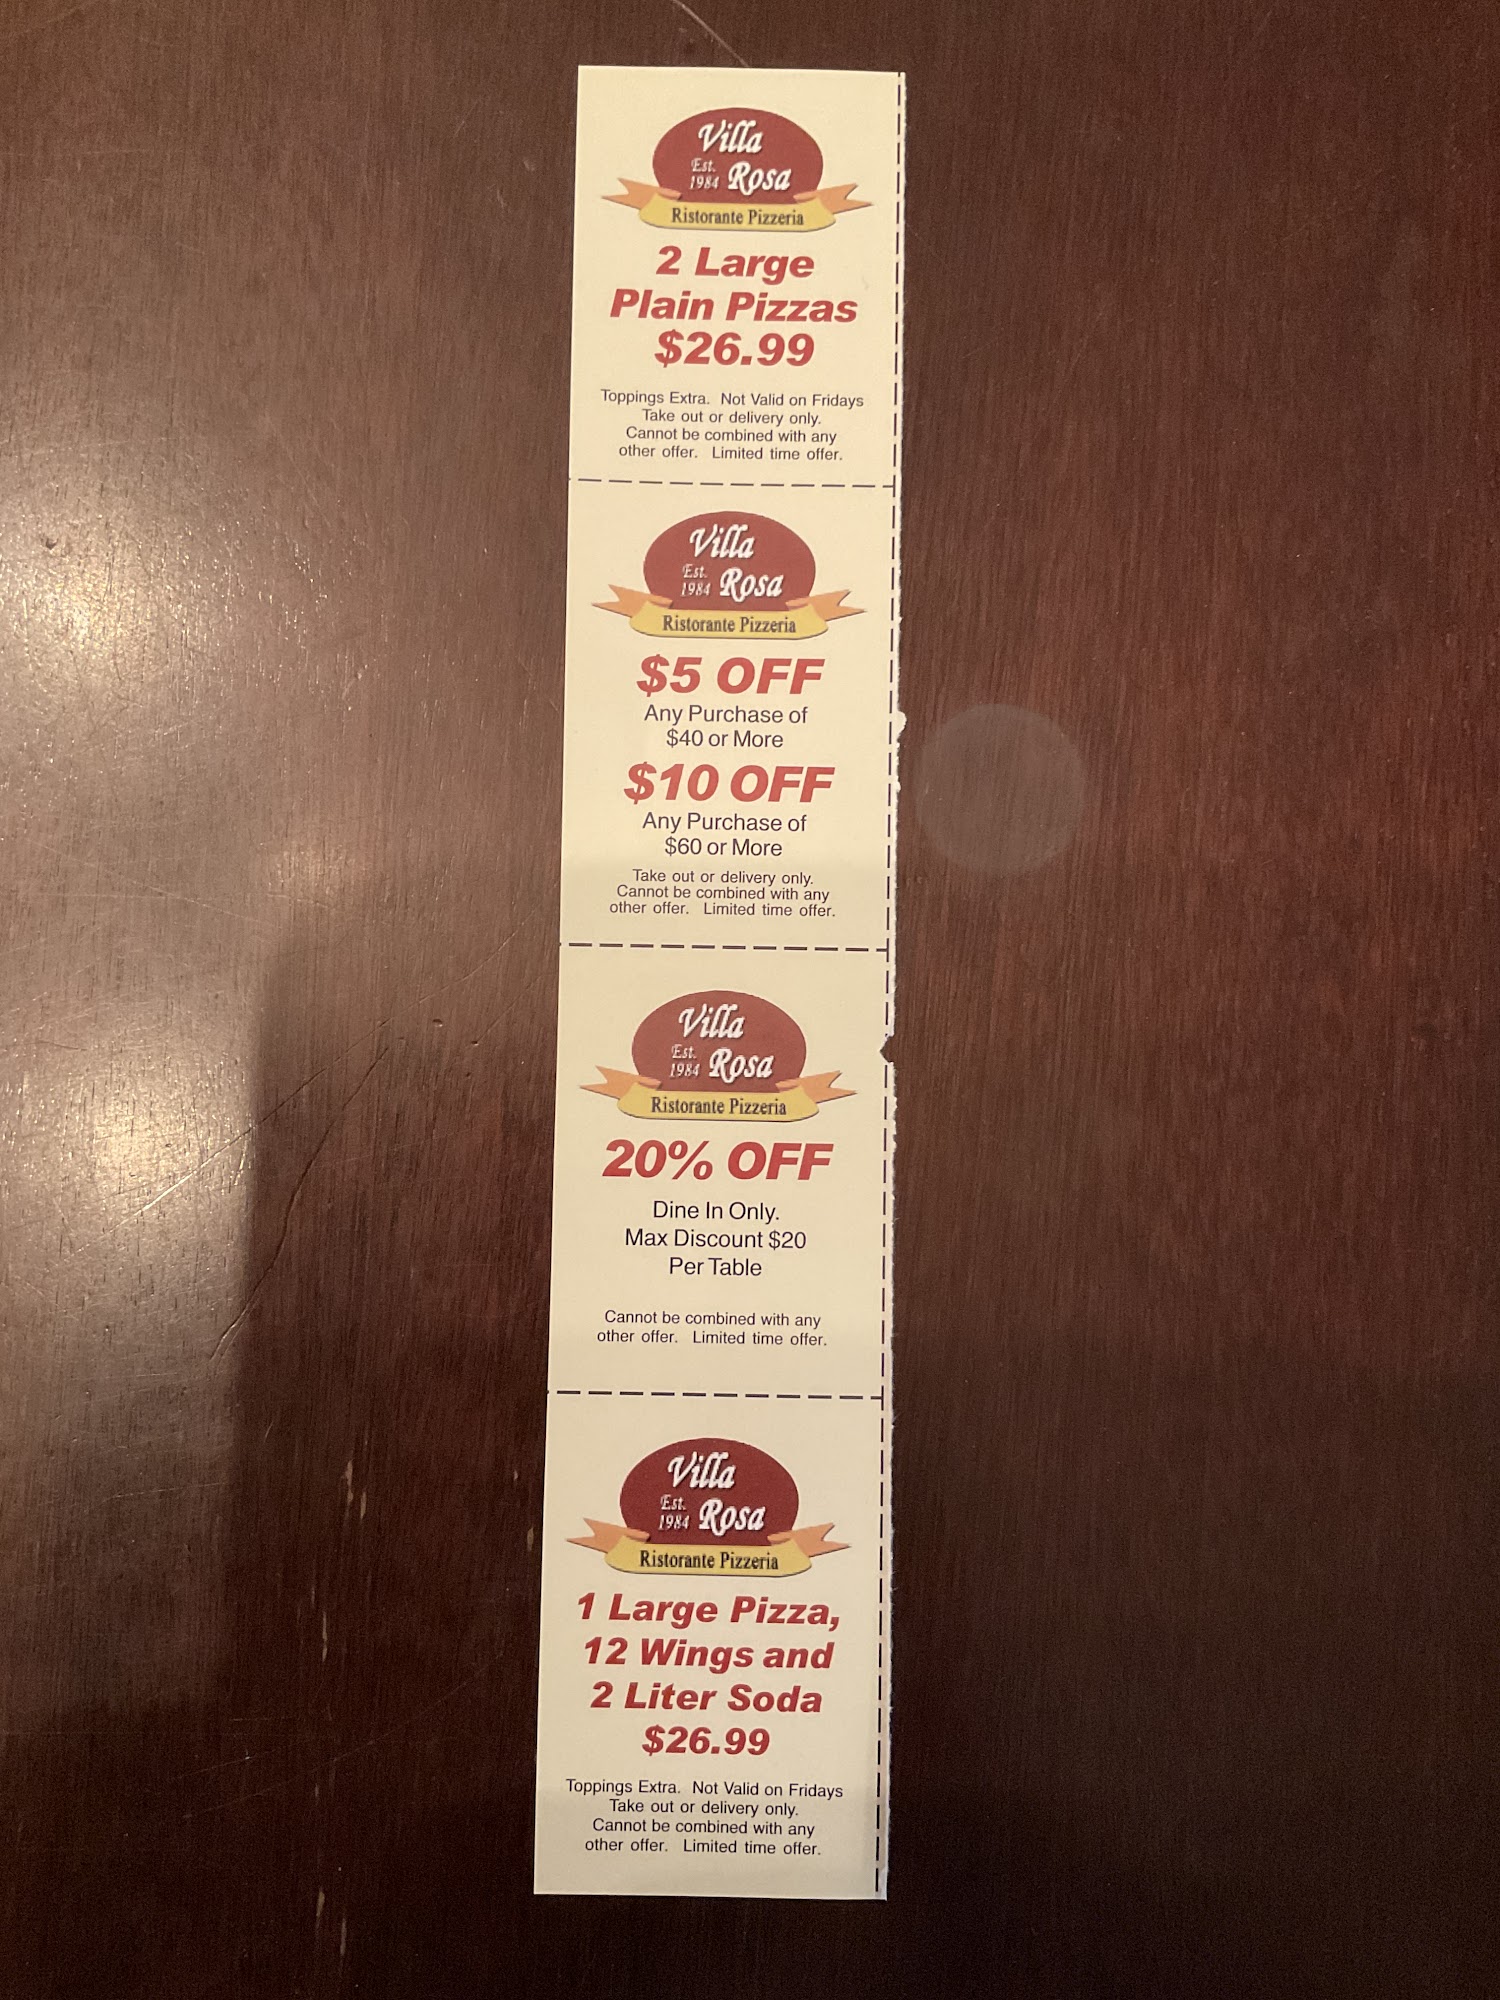 Villa
Est.
1984 Rosa
Ristorante Pizzeria
2 Large
Plain Pizzas
$26.99
Toppings Extra. Not Valid on Fridays
Take out or delivery only.
Cannot be combined with any
other offer. Limited time offer.
Villa
Est.
1984 Rosa
Ristorante Pizzeria
$5 OFF
Any Purchase of
$40 or More
$10 OFF
Any Purchase of
$60 or More
Take out or delivery only.
Cannot be combined with any
other offer. Limited time offer.
Villa
Est.
1984 Rosa
Ristorante Pizzeria
20% OFF
Dine In Only.
Max Discount $20
Per Table
Cannot be combined with any
other offer. Limited time offer.
Villa
Est.
1984 Rosa
Ristorante Pizzeria
1 Large Pizza,
12 Wings and
2 Liter Soda
$26.99
Toppings Extra. Not Valid on Fridays
Take out or delivery only.
Cannot be combined with any
other offer. Limited time offer.